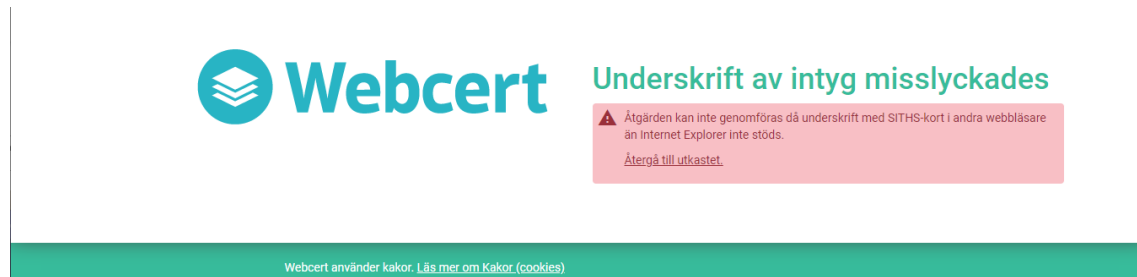 Webcert
Underskrift av intyg misslyckades
Åtgärden kan inte genomföras då underskrift med SITHS-kort i andra webbläsare
än Internet Explorer inte stöds.
Återgå till utkastet.
Webcert använder kakor. Läs mer om Kakor (cookies)